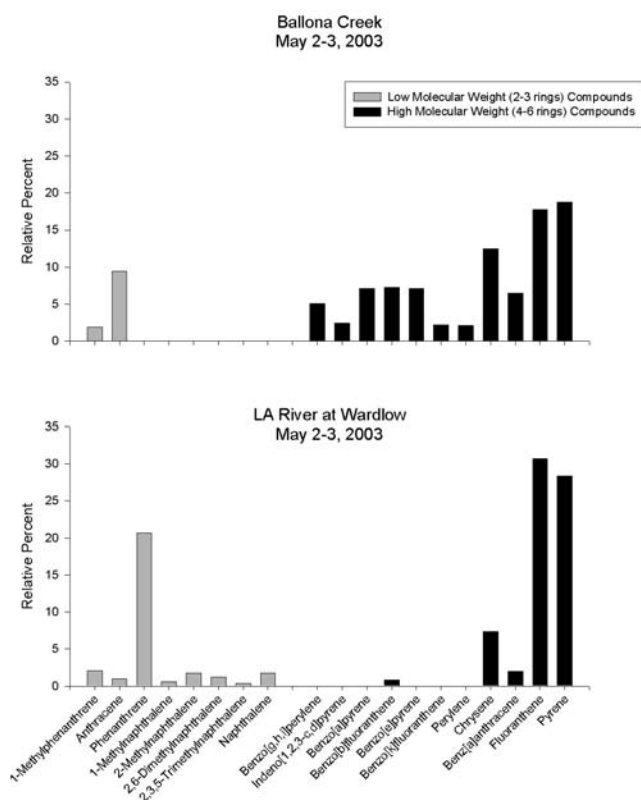 Ballona Creek
May 2-3, 2003
35
30
25
20
15
10
5
0
Relative Percent
Low Molecular Weight (2-3 rings) Compounds
High Molecular Weight (4-6 rings) Compounds
LA River at Wardlow
May 2-3, 2003
35
30
25
20
15
10
5
0
Relative Percent
1-Methylphenanthrene
Anthracene
Phenanthrene
1-Methylnaphthalene
2-Methylnaphthalene
2,6-Dimethylnaphthalene
2,3,5-Trimethylnaphthalene
Naphthalene
Benzo[g,h,i]perylene
Indeno[1,2,3-c,d]pyrene
Benzo[a]pyrene
Benzo[b]fluoranthene
Benzo[e]pyrene
Benzo[k]fluoranthene
Perylene
Chrysene
Benz[a]anthracene
Fluoranthene
Pyrene